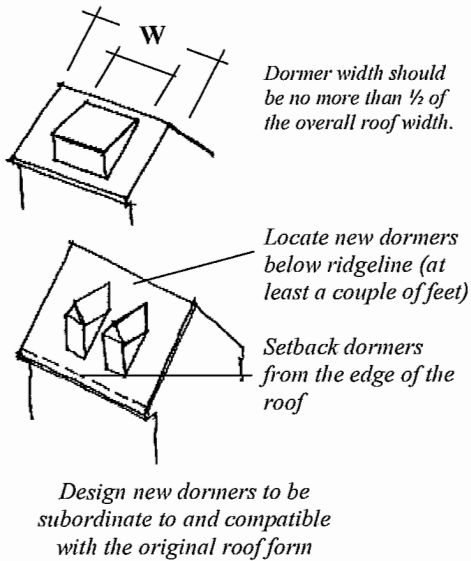 W
Dormer width should
be no more than ½ of
the overall roof width.
Locate new dormers
below ridgeline (at
least a couple of feet)
Setback dormers
from the edge of the
roof
Design new dormers to be
subordinate to and compatible
with the original roof form